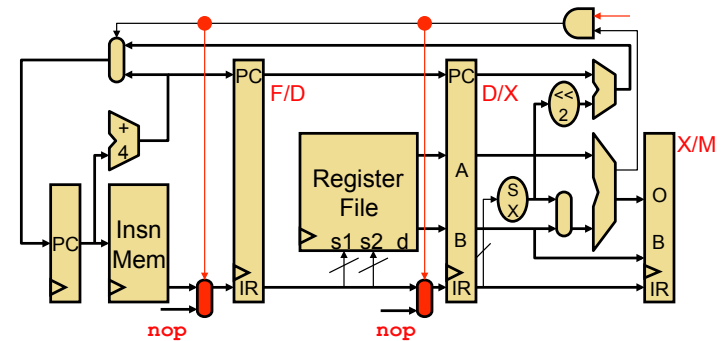 PC
F/D
PC
D/X
<<
2
+
4
X/M
A
S
X
O
Register
File
PC
Insn
Mem
s1 s2 d
B
B
IR
IR
IR
nop
nop